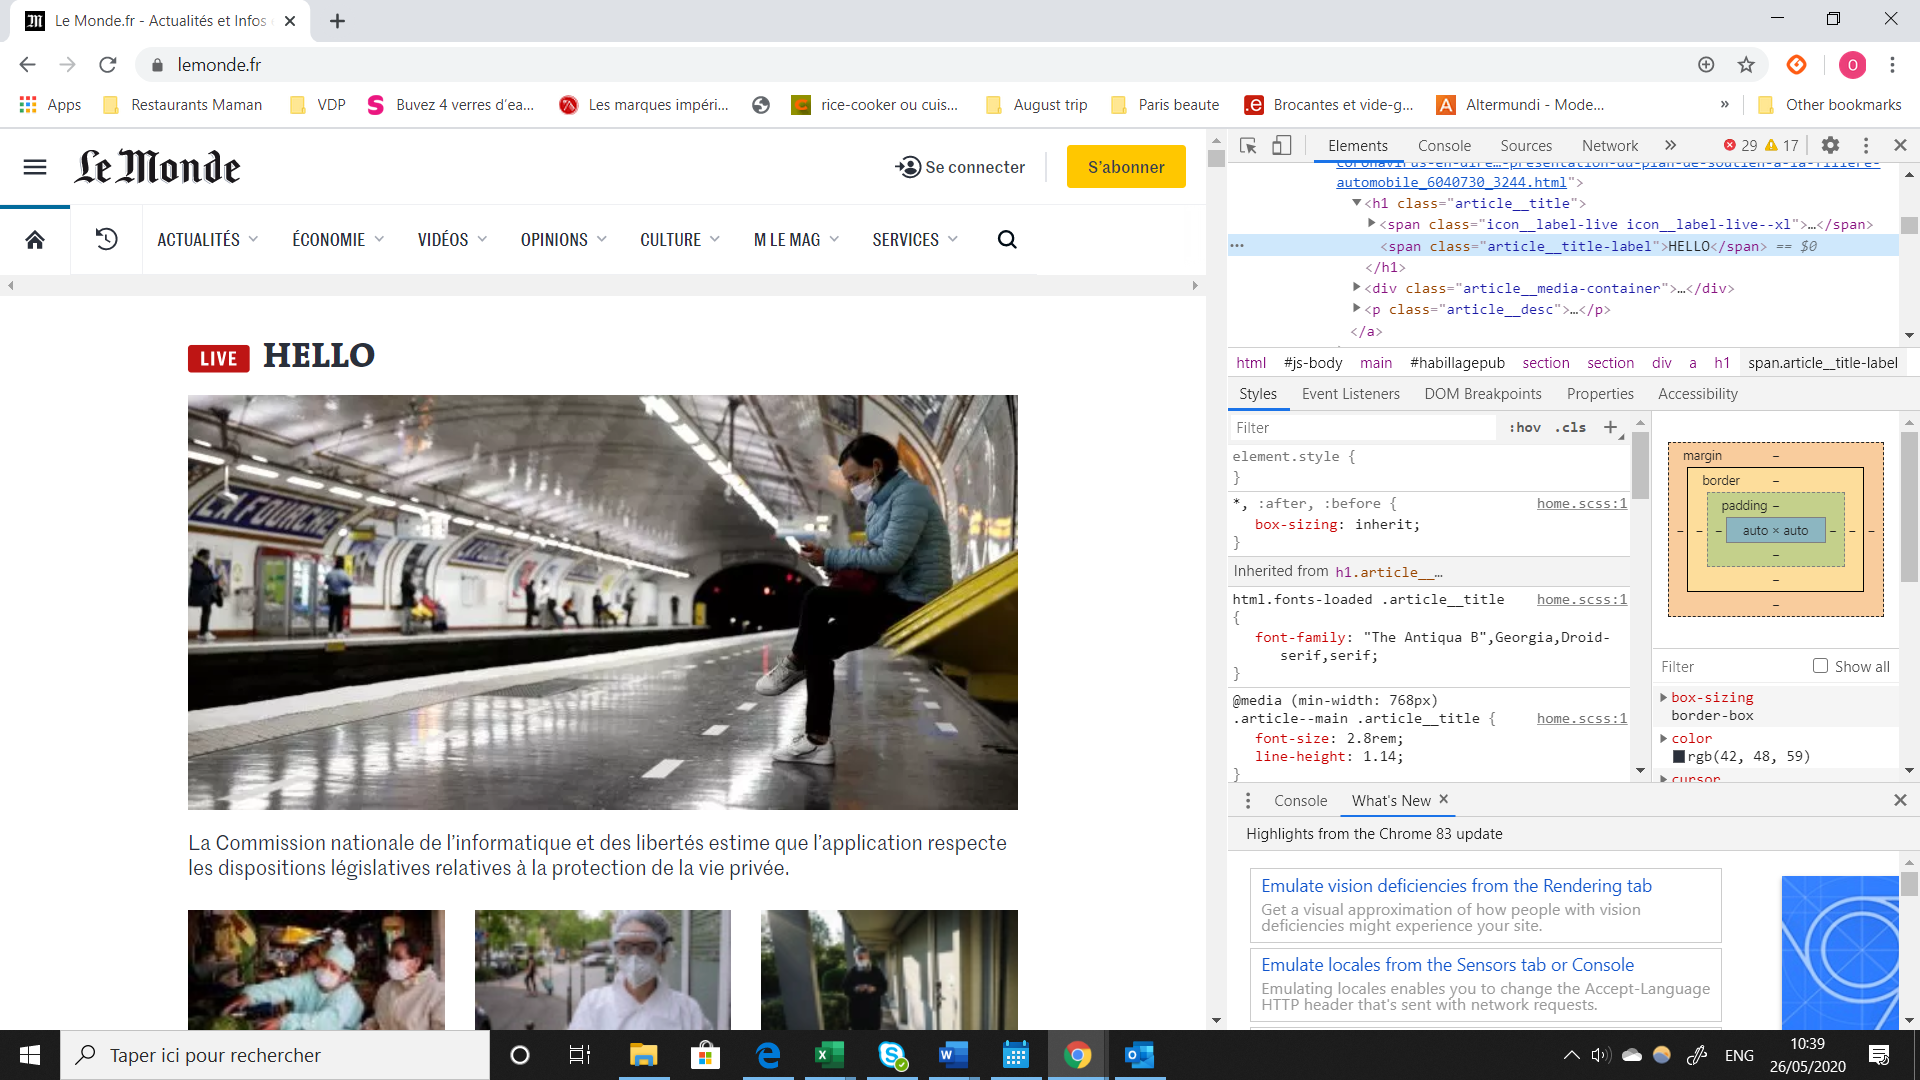 Le Monde.fr - Actualités et Infos
lemonde.fr
O
Apps
Restaurants Maman
VDP
Buvez 4 verres d'ea...
Les marques impéri...
rice-cooker ou cuis...
August trip
Paris beaute
Brocantes et vide-g...
Altermundi - Mode...
»
Other bookmarks
Le Monde
Se connecter
S'abonner
ACTUALITÉS
ÉCONOMIE
VIDÉOS
OPINIONS
CULTURE
M LE MAG
SERVICES
LIVE HELLO
LA FOURCHE
La Commission nationale de l'informatique et des libertés estime que l'application respecte
les dispositions législatives relatives à la protection de la vie privée.
Elements Console Sources Network » 29 17
coronavirus-en-dire…-presentation-du-plan-de-soutien-a-la-filiere-
automobile_6040730_3244.html">
<h1 class="article__title">
<span class="icon__label-live icon__label-live--xl">…</span>
<span class="article__title-label">HELLO</span> == $0
</h1>
<div class="article__media-container">…</div>
<p class="article__desc">…</p>
</a>
html #js-body main #habillagepub section section div a h1 span.article__title-label
Styles Event Listeners DOM Breakpoints Properties Accessibility
Filter :hov .cls +
element.style {
}
*, :after, :before { home.scss:1
box-sizing: inherit;
}
Inherited from h1.article__…
html.fonts-loaded .article__title home.scss:1
{
font-family: "The Antiqua B",Georgia,Droid-
serif,serif;
}
@media (min-width: 768px)
.article--main .article__title { home.scss:1
font-size: 2.8rem;
line-height: 1.14;
}
margin –
border –
padding –
– – – auto × auto – – –
–
–
–
Filter Show all
box-sizing
border-box
color
rgb(42, 48, 59)
cursor
Console What's New
Highlights from the Chrome 83 update
Emulate vision deficiencies from the Rendering tab
Get a visual approximation of how people with vision
deficiencies might experience your site.
Emulate locales from the Sensors tab or Console
Emulating locales enables you to change the Accept-Language
HTTP header that's sent with network requests.
Taper ici pour rechercher
ENG
10:39
26/05/2020